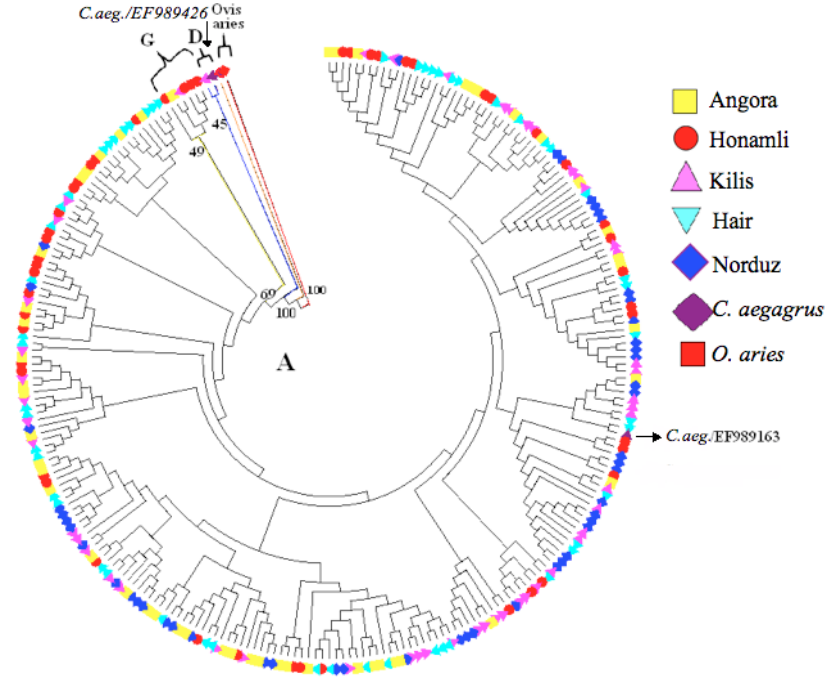 C.aeg./EF989426
Ovis
aries
G
D
45
49
69
100
100
A
Angora
Honamli
Kilis
Hair
Norduz
C. aegagrus
O. aries
C.aeg./EF989163